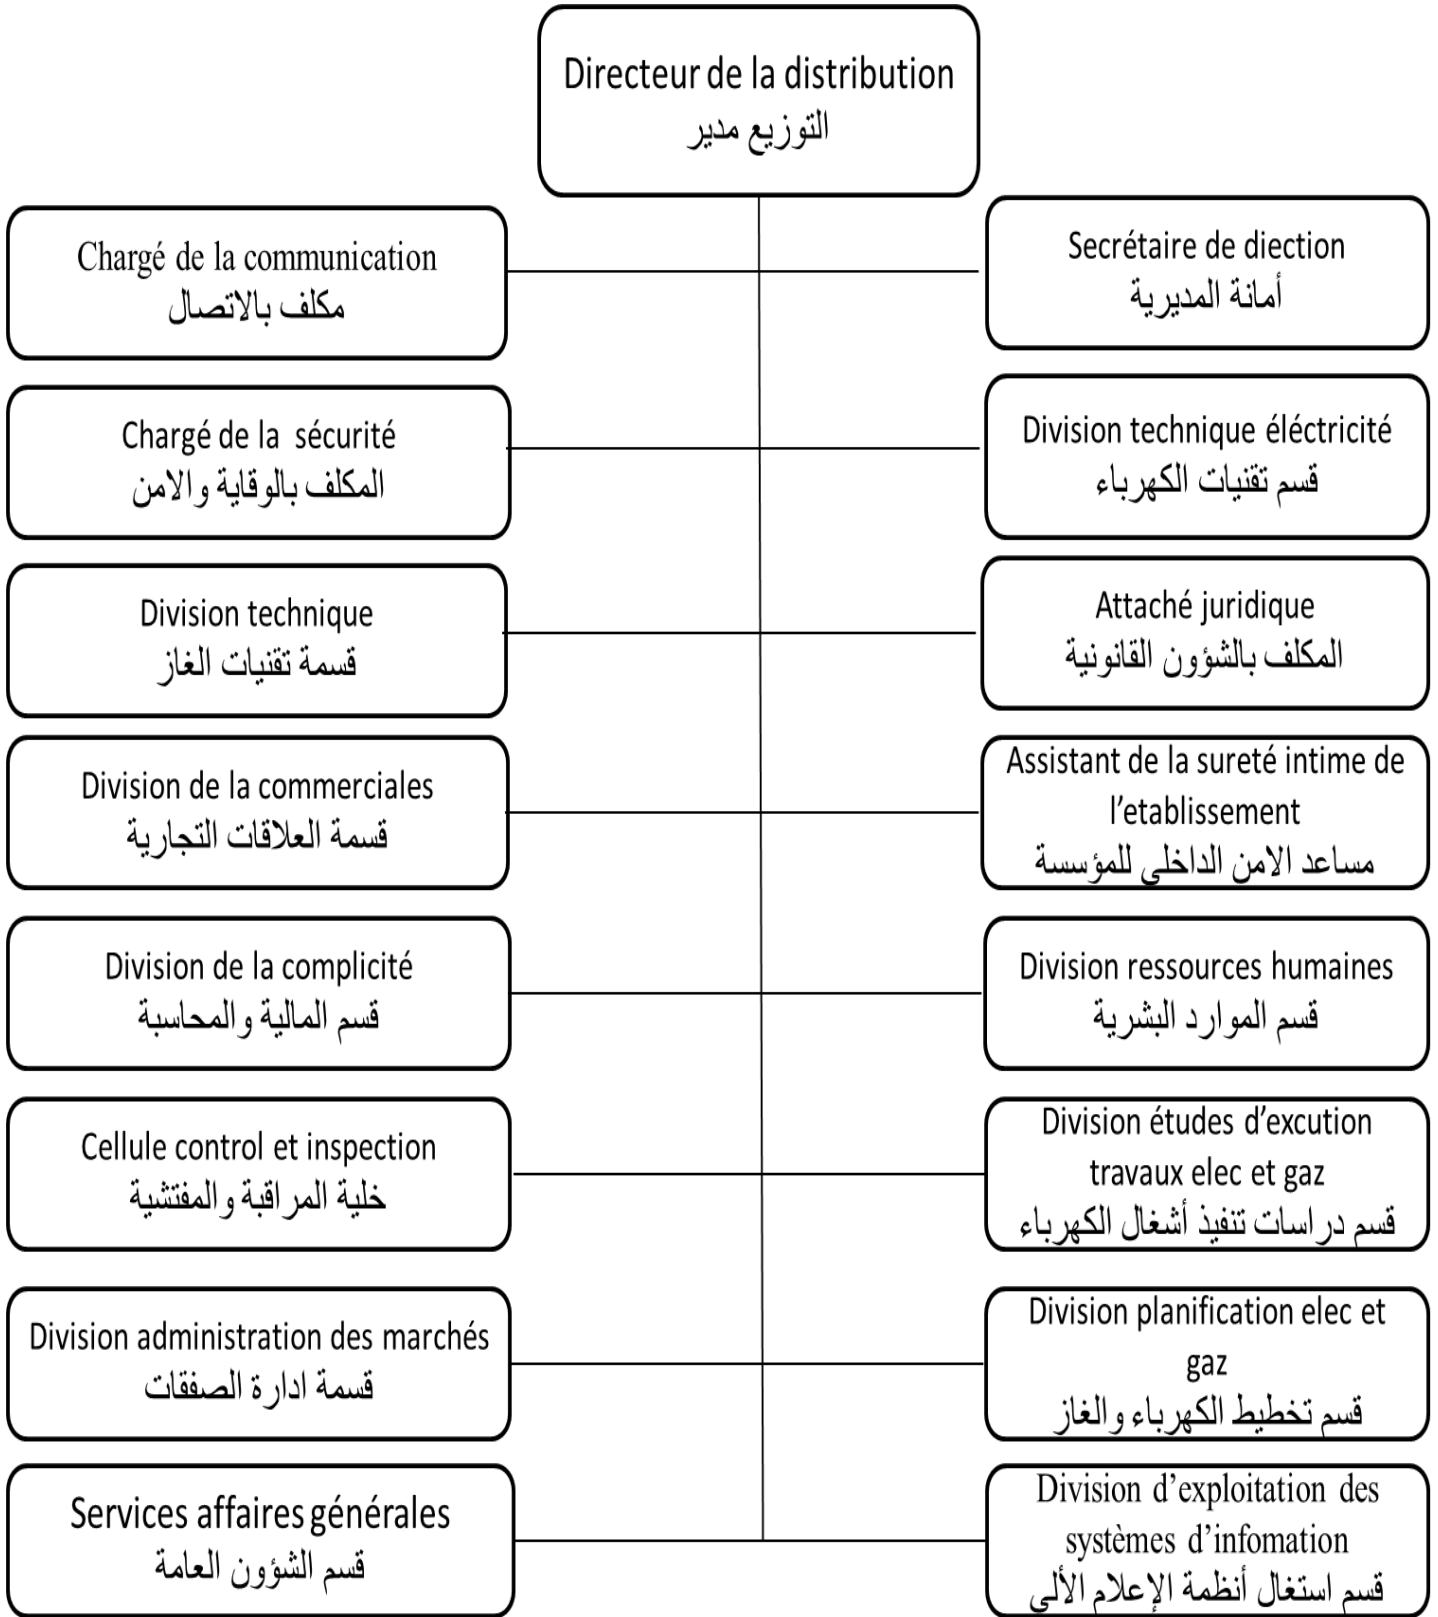 Directeur de la distribution
التوزيع مدير
Chargé de la communication
مكلف بالاتصال
Secrétaire de diection
أمانة المديرية
Chargé de la sécurité
المكلف بالوقاية والامن
Division technique éléctricité
قسم تقنيات الكهرباء
Division technique
قسمة تقنيات الغاز
Attaché juridique
المكلف بالشؤون القانونية
Division de la commerciales
قسمة العلاقات التجارية
Assistant de la sureté intime de
l’etablissement
مساعد الامن الداخلي للمؤسسة
Division de la complicité
قسم المالية والمحاسبة
Division ressources humaines
قسم الموارد البشرية
Cellule control et inspection
خلية المراقبة والمفتشية
Division études d’excution
travaux elec et gaz
قسم دراسات تنفيذ أشغال الكهرباء
Division administration des marchés
قسمة ادارة الصفقات
Division planification elec et
gaz
قسم تخطيط الكهرباء والغاز
Services affaires générales
قسم الشؤون العامة
Division d’exploitation des
systèmes d’infomation
قسم استغال أنظمة الإعلام الألي